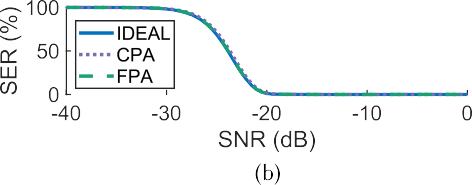 SER (%)
100
50
0
IDEAL
CPA
FPA
-40
-30
-20
-10
0
SNR (dB)
(b)